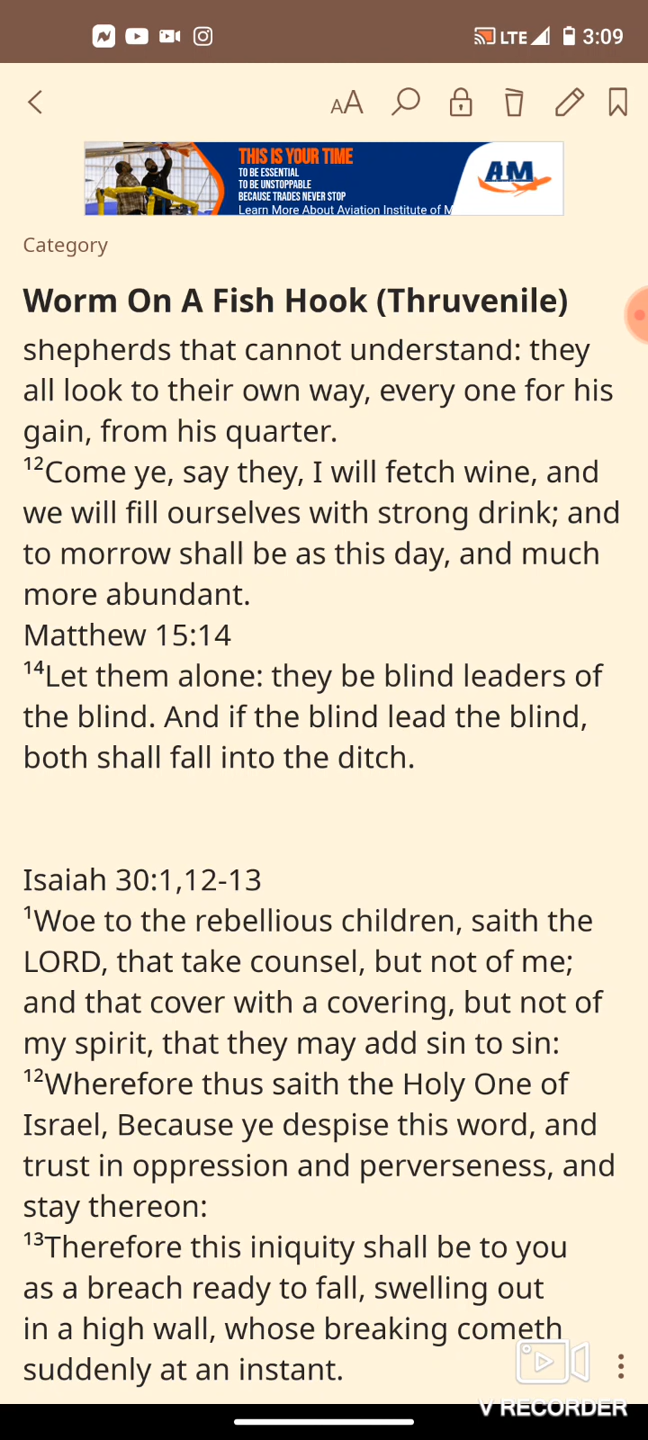 LTE 3:09
AA
THIS IS YOUR TIME
TO BE ESSENTIAL
TO BE UNSTOPPABLE
BECAUSE TRADES NEVER STOP
Learn More About Aviation Institute of M
AM
Category
Worm On A Fish Hook (Thruvenile)
shepherds that cannot understand: they
all look to their own way, every one for his
gain, from his quarter.
¹²Come ye, say they, I will fetch wine, and
we will fill ourselves with strong drink; and
to morrow shall be as this day, and much
more abundant.
Matthew 15:14
¹⁴Let them alone: they be blind leaders of
the blind. And if the blind lead the blind,
both shall fall into the ditch.
Isaiah 30:1,12-13
¹Woe to the rebellious children, saith the
LORD, that take counsel, but not of me;
and that cover with a covering, but not of
my spirit, that they may add sin to sin:
¹²Wherefore thus saith the Holy One of
Israel, Because ye despise this word, and
trust in oppression and perverseness, and
stay thereon:
¹³Therefore this iniquity shall be to you
as a breach ready to fall, swelling out
in a high wall, whose breaking cometh
suddenly at an instant.
V RECORDER